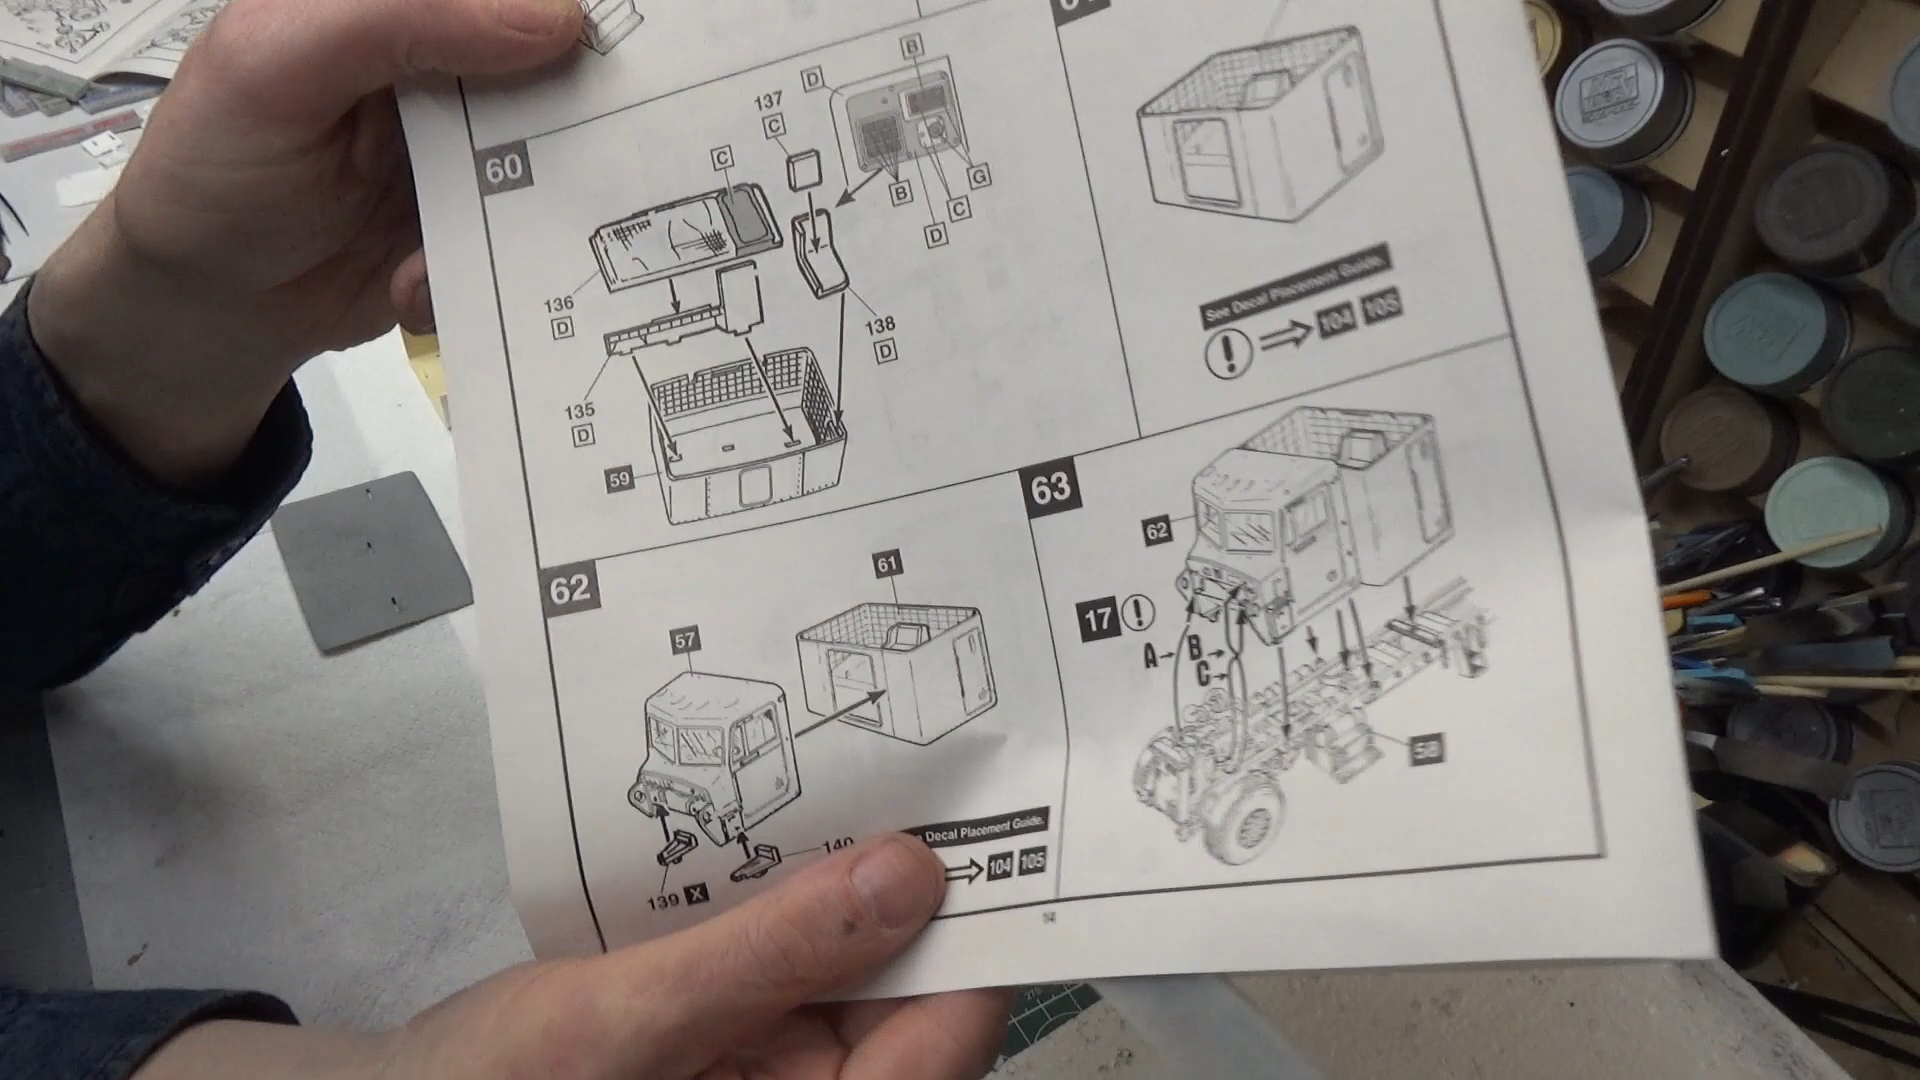 60
D
B
137
C
C
B
G
C
D
136
D
138
D
135
D
59
See Decal Placement Guide.
! 104 105
62
61
57
139 X
140
Decal Placement Guide.
104 105
63
62
17 !
A
B
C
58
14